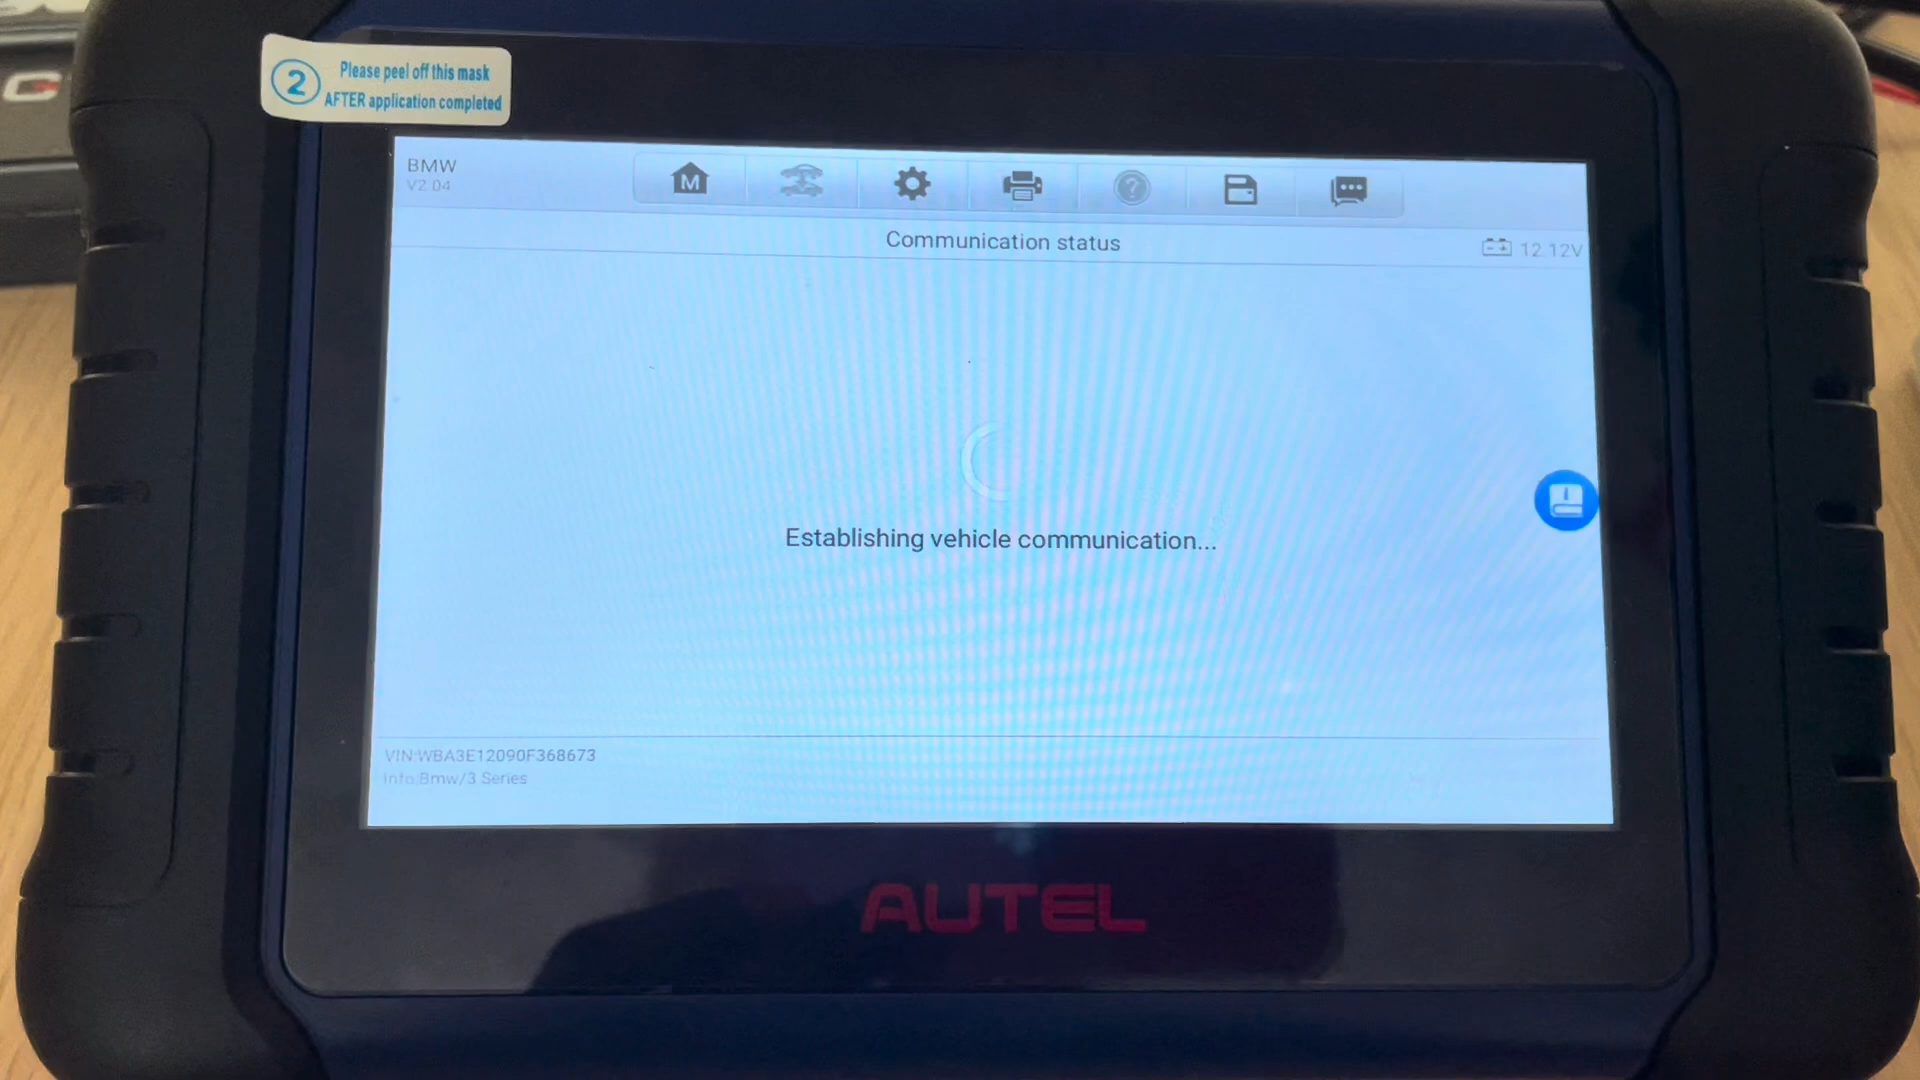 2 Please peel off this mask
AFTER application completed
BMW
V2.04
M
?
Communication status
12.12V
Establishing vehicle communication...
VIN:WBA3E12090F368673
Info:Bmw/3 Series
AUTEL